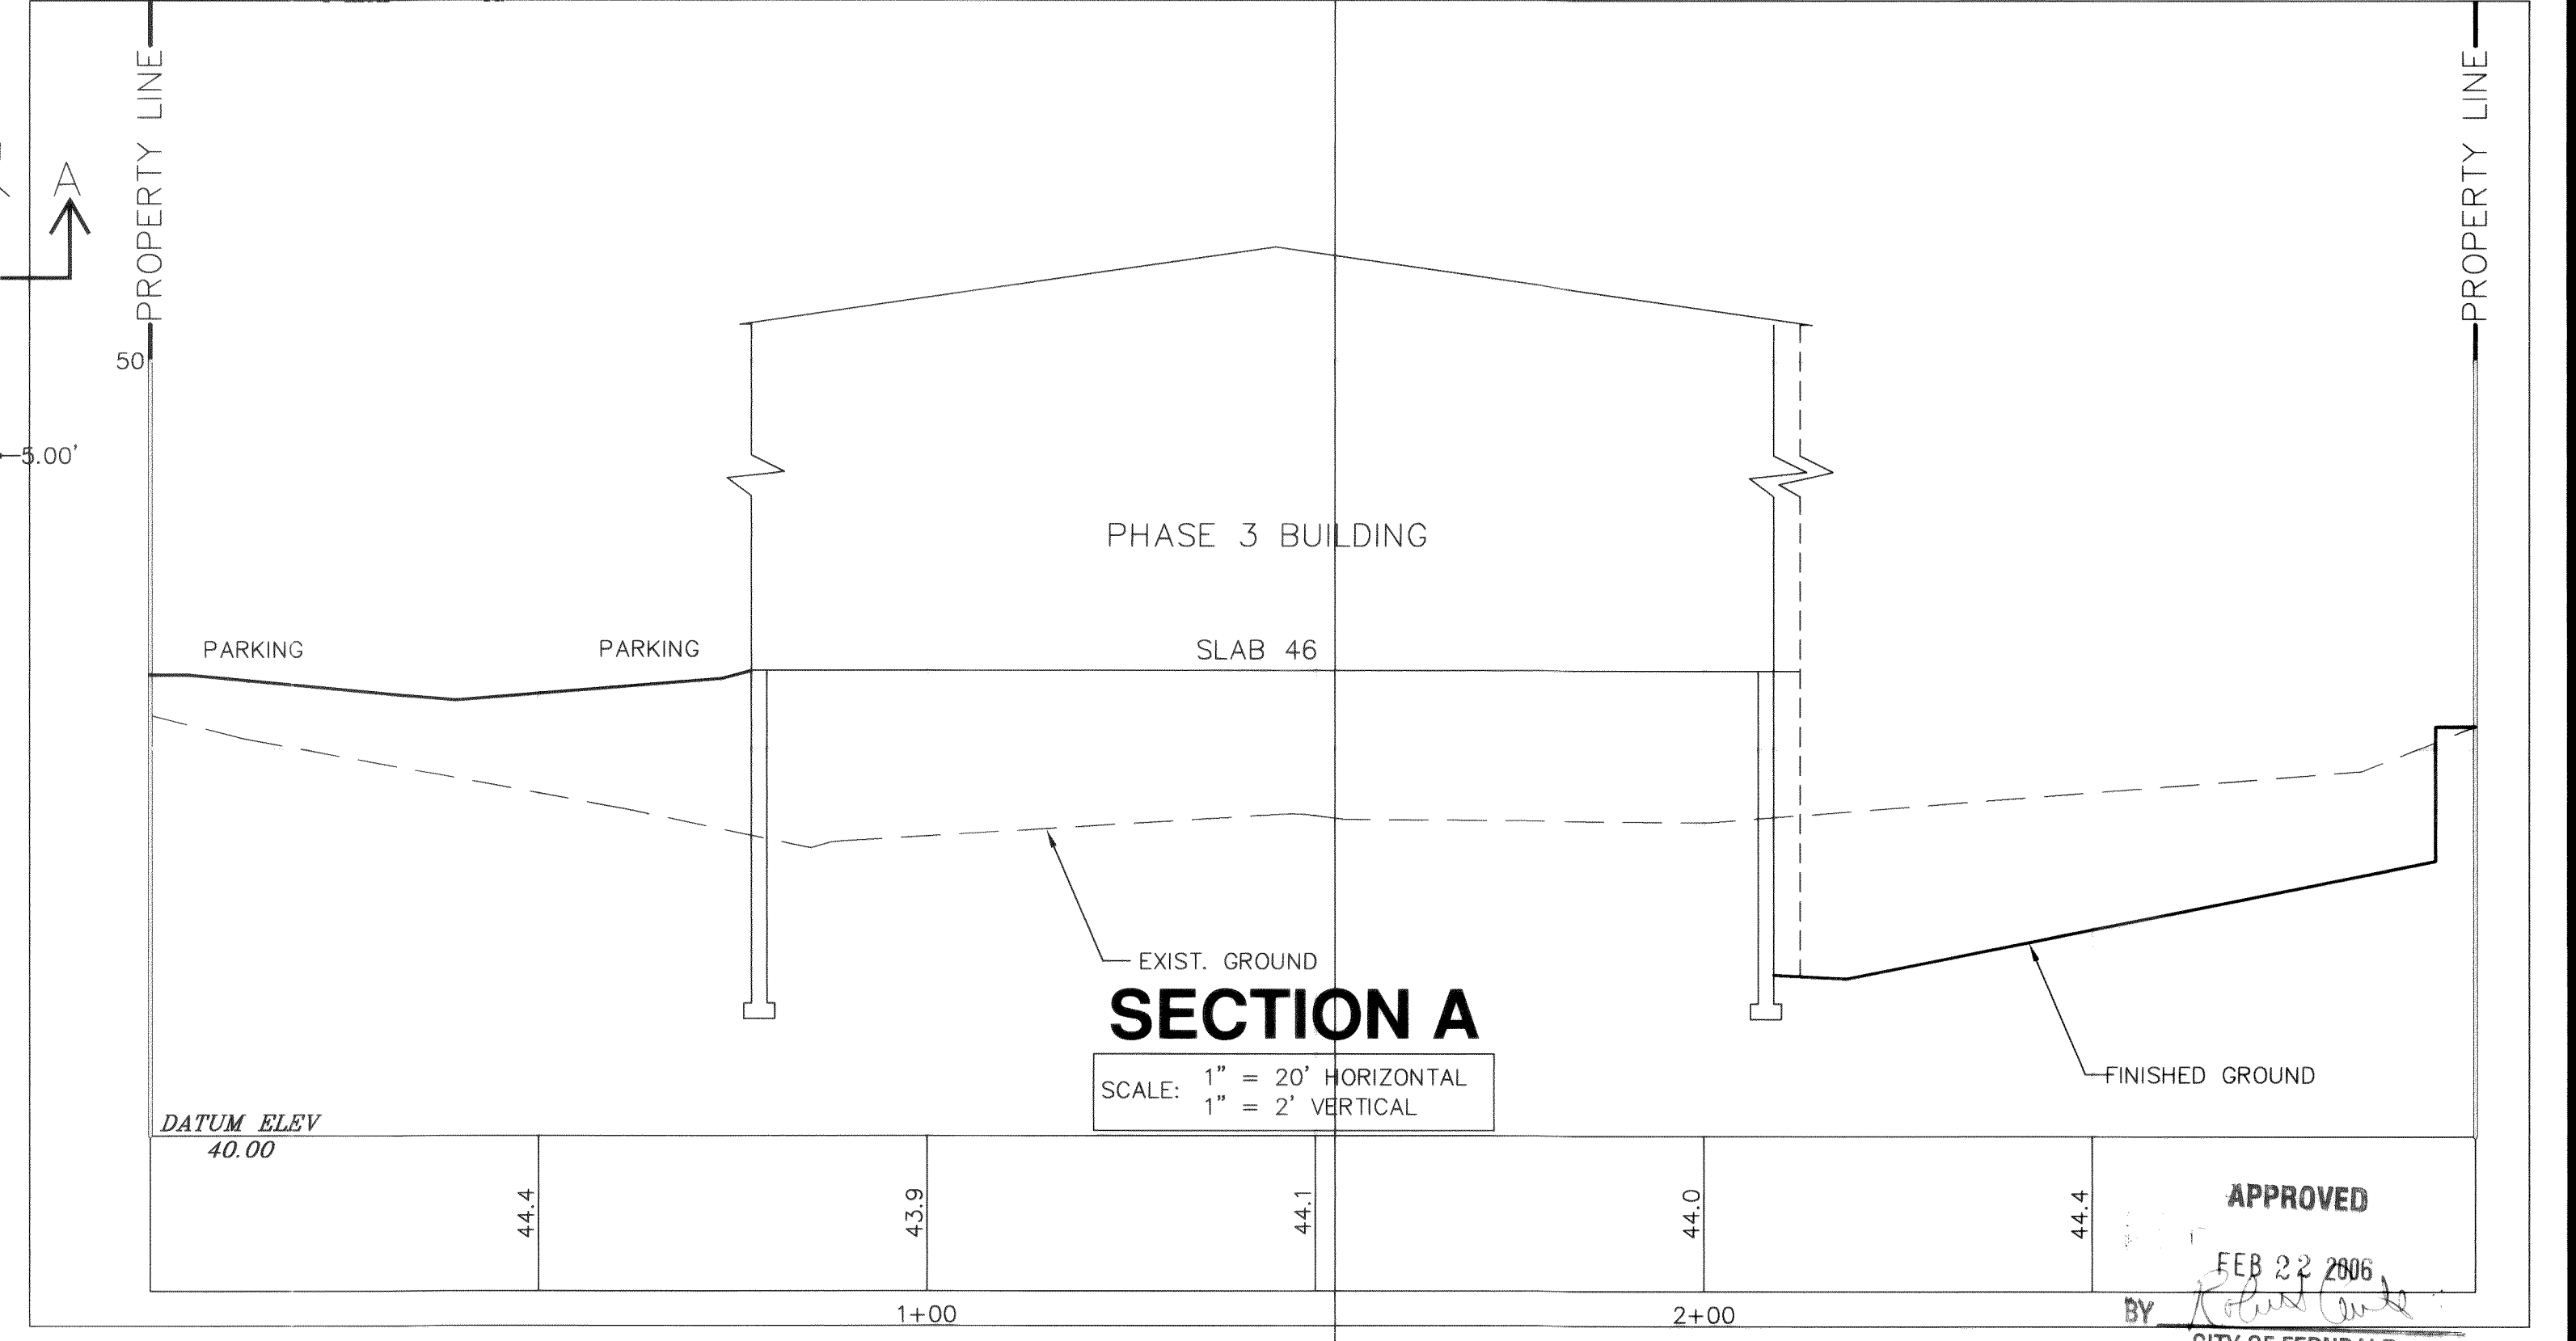 PROPERTY LINE
PROPERTY LINE
A
50
5.00'
PHASE 3 BUILDING
PARKING
PARKING
SLAB 46
EXIST. GROUND
SECTION A
SCALE: 1" = 20' HORIZONTAL
1" = 2' VERTICAL
FINISHED GROUND
DATUM ELEV
40.00
44.4
43.9
44.1
44.0
44.4
APPROVED
FEB 22 2006
BY
1+00
2+00